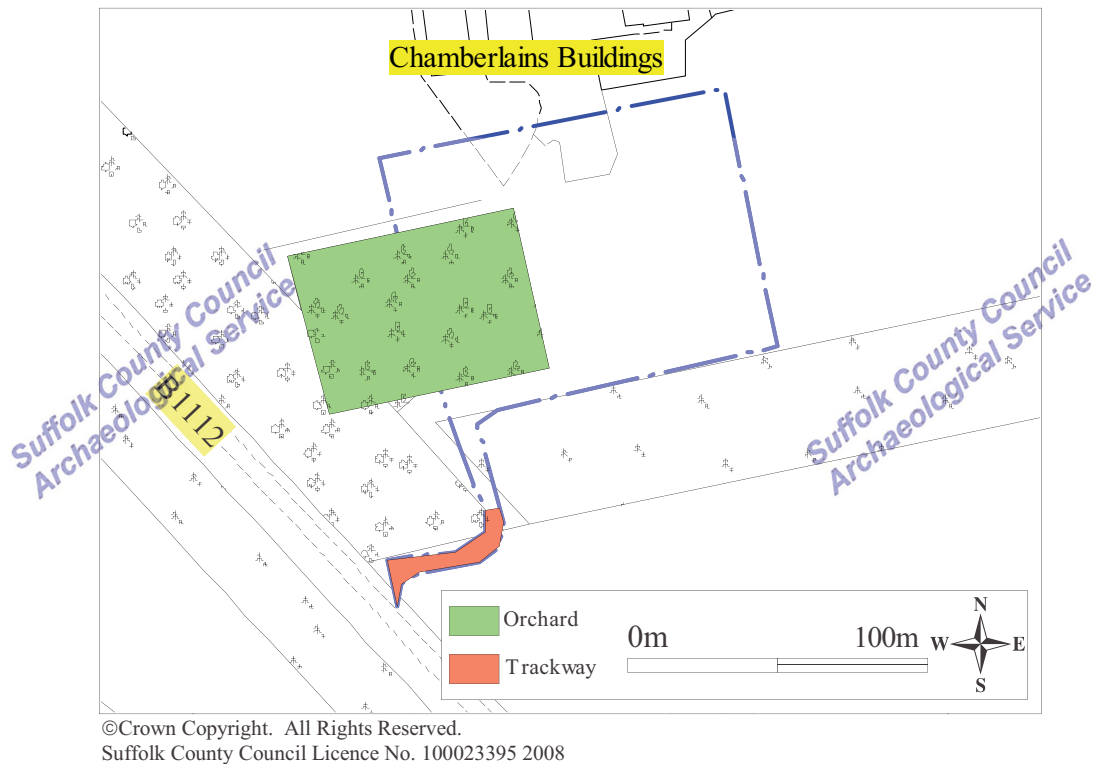 Chamberlains Buildings
Suffolk County Council
Archaeological Service
B1112
Suffolk County Council
Archaeological Service
Orchard
Trackway
0m 100m
N
W E
S
©Crown Copyright. All Rights Reserved.
Suffolk County Council Licence No. 100023395 2008